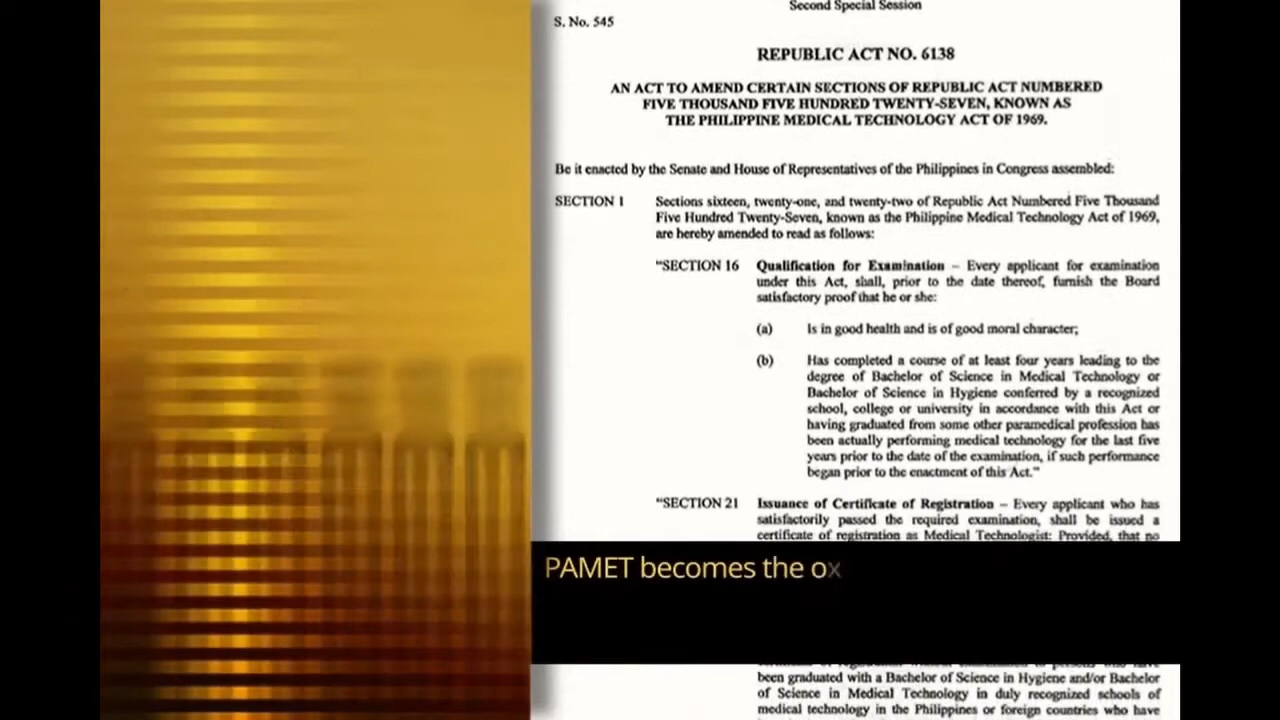 Second Special Session
S. No. 545
REPUBLIC ACT NO. 6138
AN ACT TO AMEND CERTAIN SECTIONS OF REPUBLIC ACT NUMBERED
FIVE THOUSAND FIVE HUNDRED TWENTY-SEVEN, KNOWN AS
THE PHILIPPINE MEDICAL TECHNOLOGY ACT OF 1969.
Be it enacted by the Senate and House of Representatives of the Philippines in Congress assembled:
SECTION 1 Sections sixteen, twenty-one, and twenty-two of Republic Act Numbered Five Thousand
Five Hundred Twenty-Seven, known as the Philippine Medical Technology Act of 1969,
are hereby amended to read as follows:
"SECTION 16 Qualification for Examination – Every applicant for examination
under this Act, shall, prior to the date thereof, furnish the Board
satisfactory proof that he or she:
(a) Is in good health and is of good moral character;
(b) Has completed a course of at least four years leading to the
degree of Bachelor of Science in Medical Technology or
Bachelor of Science in Hygiene conferred by a recognized
school, college or university in accordance with this Act or
having graduated from some other paramedical profession has
been actually performing medical technology for the last five
years prior to the date of the examination, if such performance
began prior to the enactment of this Act."
"SECTION 21 Issuance of Certificate of Registration – Every applicant who has
satisfactorily passed the required examination, shall be issued a
certificate of registration as Medical Technologist: Provided, that no
PAMET becomes the ox
been graduated with a Bachelor of Science in Hygiene and/or Bachelor
of Science in Medical Technology in duly recognized schools of
medical technology in the Philippines or foreign countries who have